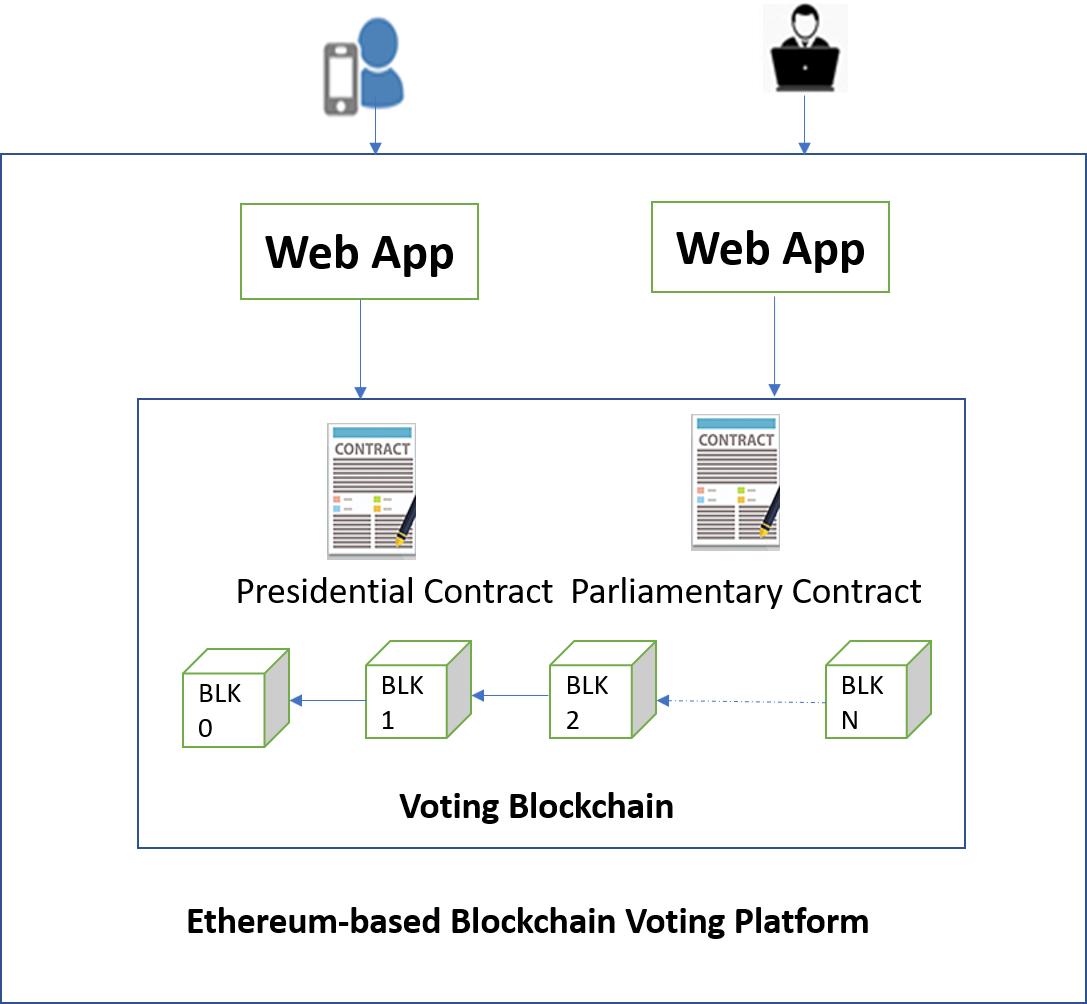 Web App
Web App
CONTRACT
CONTRACT
Presidential Contract
Parliamentary Contract
BLK
0
BLK
1
BLK
2
BLK
N
Voting Blockchain
Ethereum-based Blockchain Voting Platform